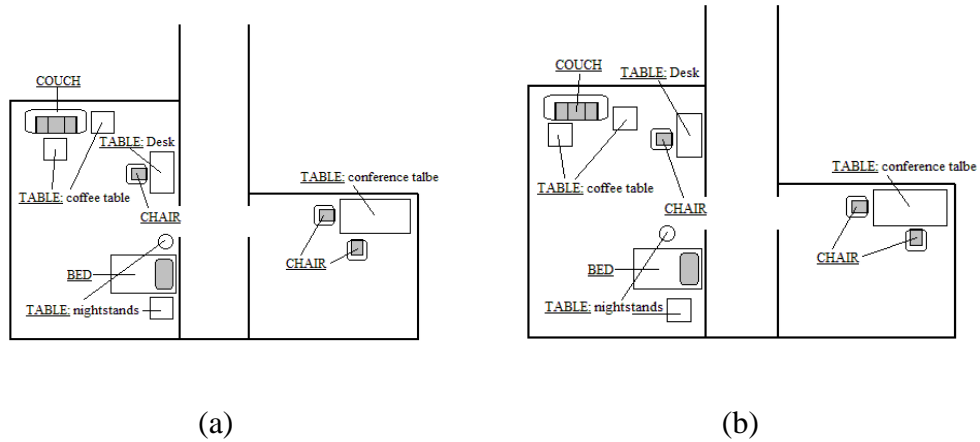 COUCH
TABLE: Desk
TABLE: conference talbe
TABLE: coffee table
CHAIR
CHAIR
BED
TABLE: nightstands
(a)
TABLE: Desk
COUCH
TABLE: conference talbe
TABLE: coffee table
CHAIR
CHAIR
BED
TABLE: nightstands
(b)